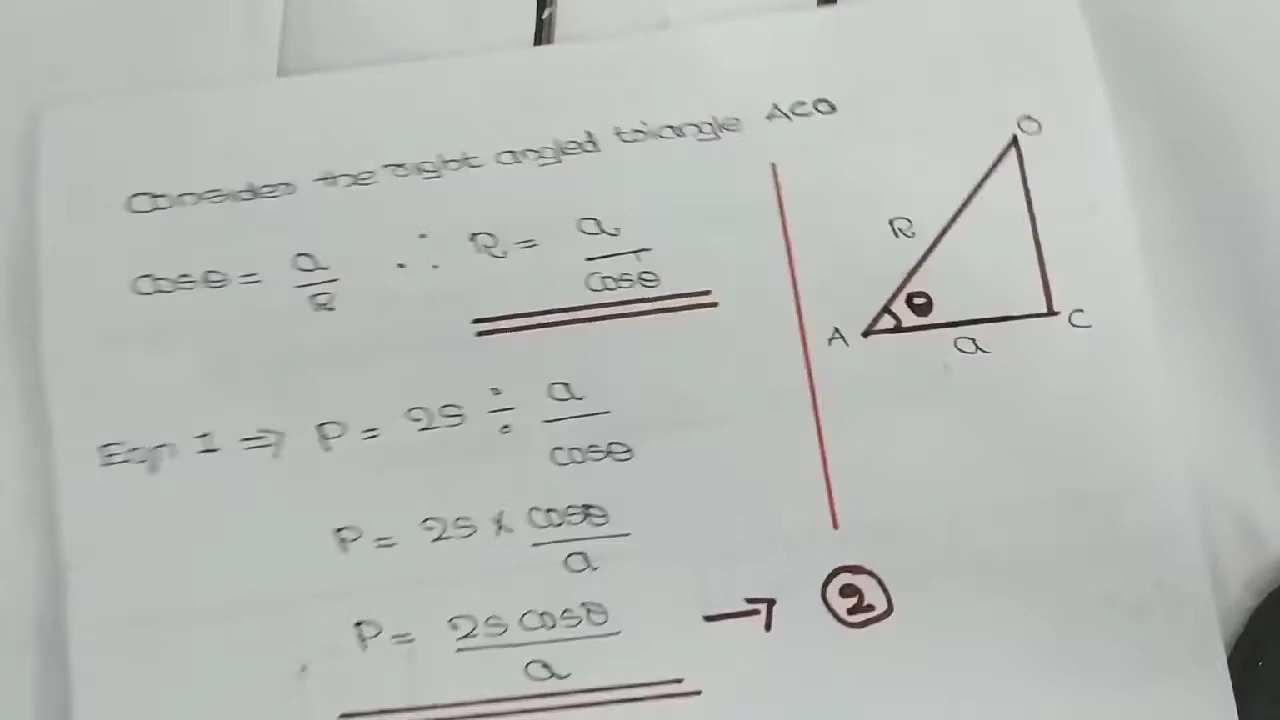 Consider the right angled triangle ACO
cosθ = a/R ∴ R = a/cosθ
Eqn 1 ⇒ P = 2S ÷ a/cosθ
P = 2S × cosθ/a
P = 2S cosθ/a → 2
O
R
θ
A
C
a